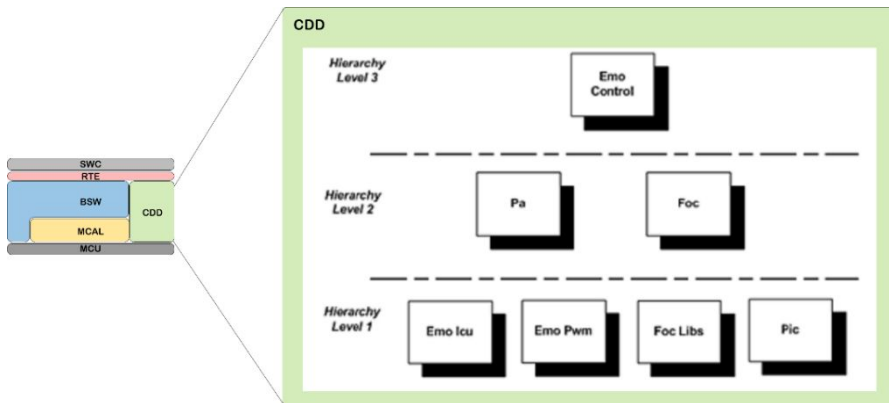 CDD
Hierarchy
Level 3
Emo
Control
SWC
RTE
BSW
CDD
MCAL
MCU
Hierarchy
Level 2
Pa
Foc
Hierarchy
Level 1
Emo Icu
Emo Pwm
Foc Libs
Pic